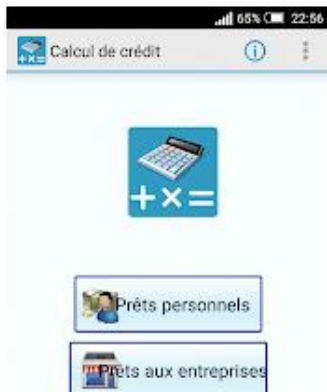 65% 22:56
Calcul de crédit
+×=
Prêts personnels
Prêts aux entreprises